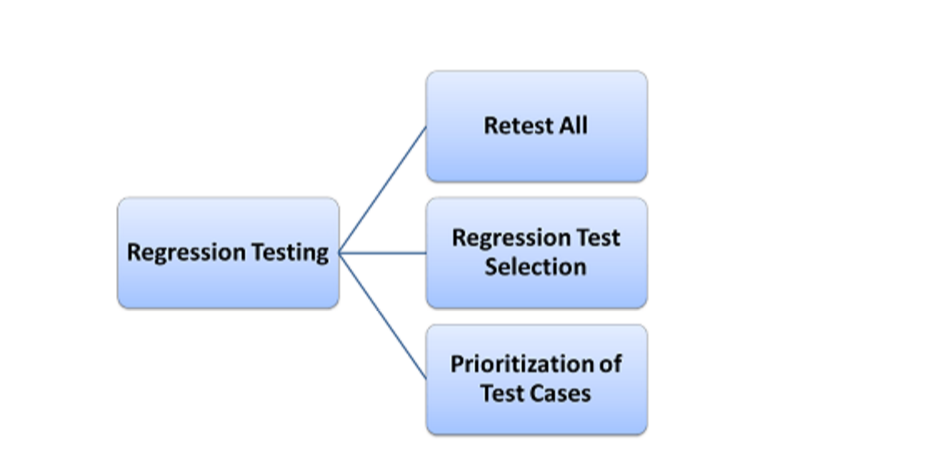 Retest All
Regression Testing
Regression Test
Selection
Prioritization of
Test Cases